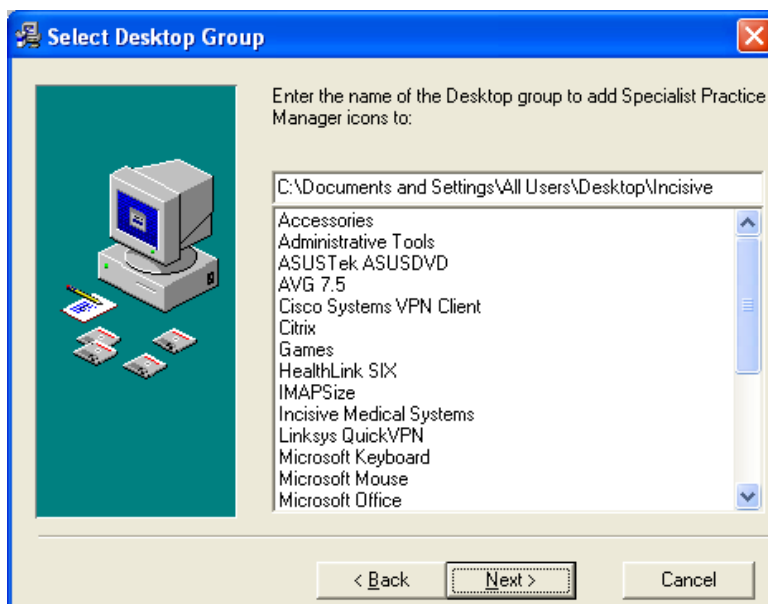 Select Desktop Group
Enter the name of the Desktop group to add Specialist Practice
Manager icons to:
C:\Documents and Settings\All Users\Desktop\Incisive
Accessories
Administrative Tools
ASUSTek ASUSDVD
AVG 7.5
Cisco Systems VPN Client
Citrix
Games
HealthLink SIX
IMAPSize
Incisive Medical Systems
Linksys QuickVPN
Microsoft Keyboard
Microsoft Mouse
Microsoft Office
< Back
Next >
Cancel